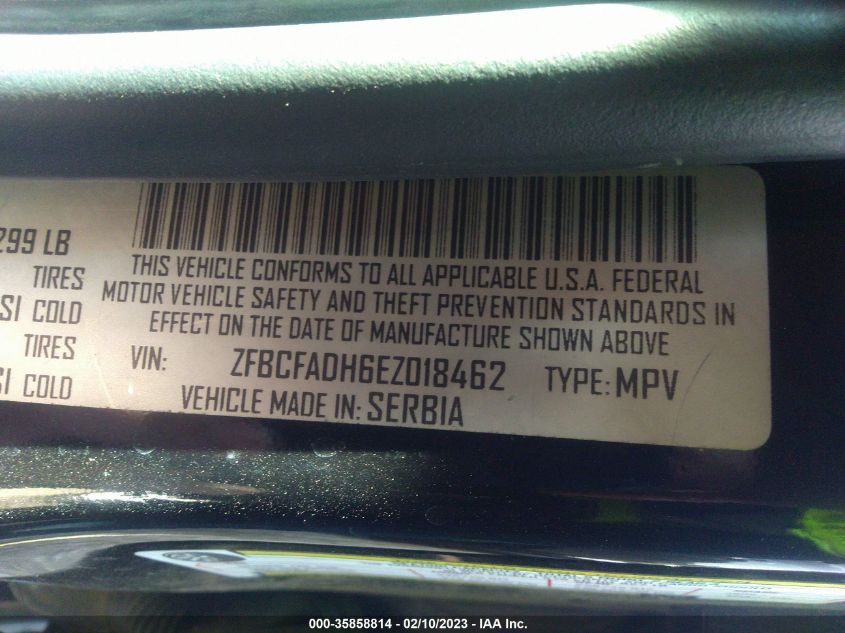 299 LB
TIRES
SI COLD
TIRES
SI COLD
THIS VEHICLE CONFORMS TO ALL APPLICABLE U.S.A. FEDERAL
MOTOR VEHICLE SAFETY AND THEFT PREVENTION STANDARDS IN
EFFECT ON THE DATE OF MANUFACTURE SHOWN ABOVE
VIN: ZFBCFADH6EZ018462 TYPE: MPV
VEHICLE MADE IN: SERBIA
000-35858814 — 02/10/2023 — IAA Inc.